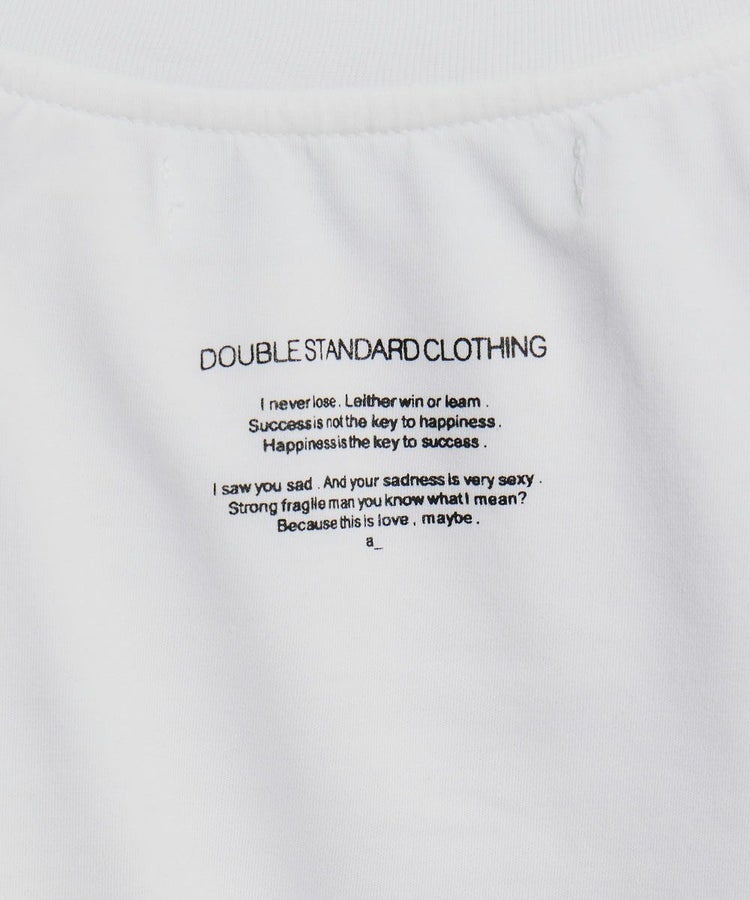 DOUBLE STANDARD CLOTHING
I never lose. Leither win or learn.
Success is not the key to happiness.
Happiness is the key to success.
I saw you sad. And your sadness is very sexy.
Strong fragile man you know what I mean?
Because this is love, maybe.
a_